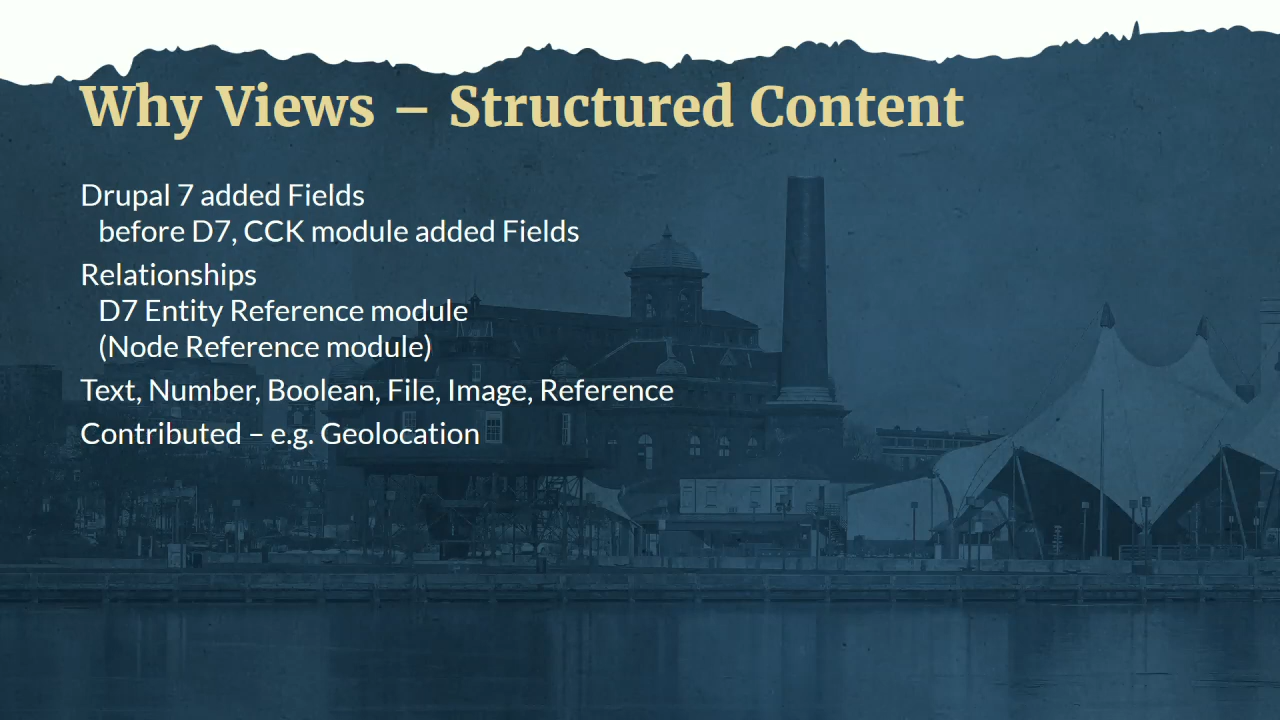 Why Views – Structured Content
Drupal 7 added Fields
before D7, CCK module added Fields
Relationships
D7 Entity Reference module
(Node Reference module)
Text, Number, Boolean, File, Image, Reference
Contributed – e.g. Geolocation